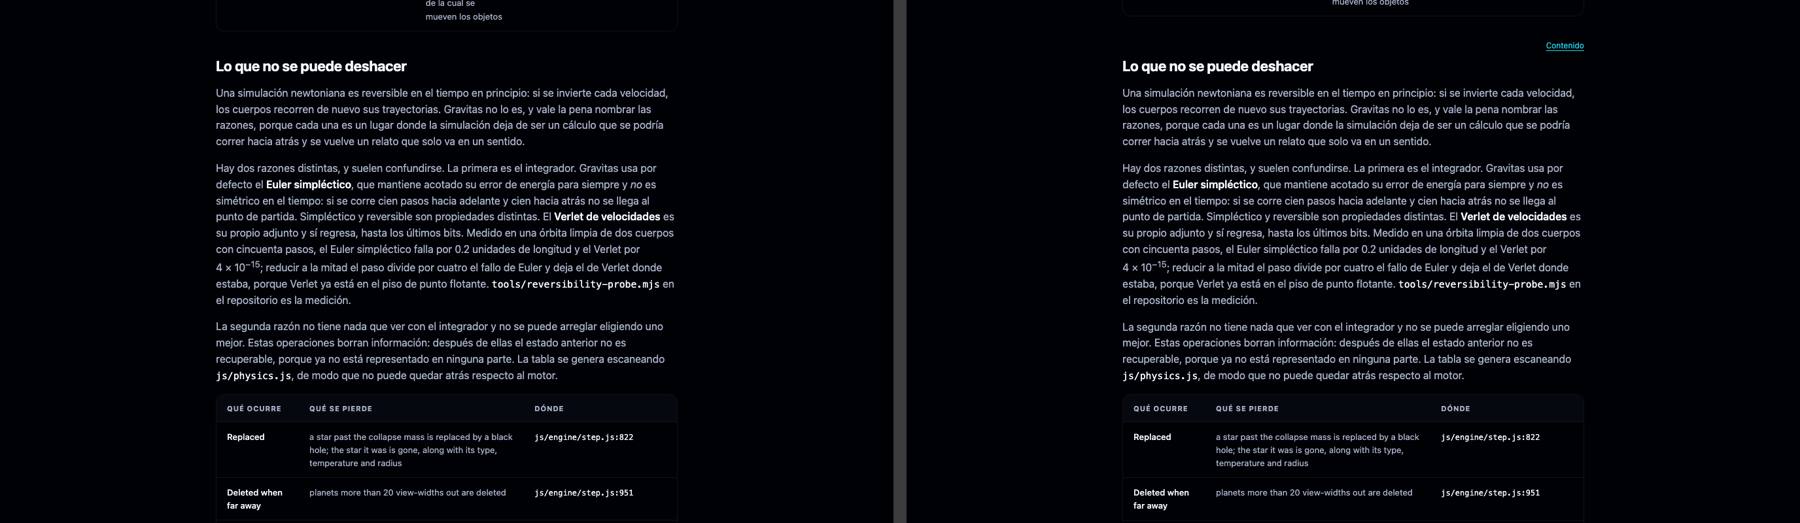 de la cual se
mueven los objetos
Lo que no se puede deshacer
Una simulación newtoniana es reversible en el tiempo en principio: si se invierte cada velocidad,
los cuerpos recorren de nuevo sus trayectorias. Gravitas no lo es, y vale la pena nombrar las
razones, porque cada una es un lugar donde la simulación deja de ser un cálculo que se podría
correr hacia atrás y se vuelve un relato que solo va en un sentido.
Hay dos razones distintas, y suelen confundirse. La primera es el integrador. Gravitas usa por
defecto el Euler simpléctico, que mantiene acotado su error de energía para siempre y no es
simétrico en el tiempo: si se corre cien pasos hacia adelante y cien hacia atrás no se llega al
punto de partida. Simpléctico y reversible son propiedades distintas. El Verlet de velocidades es
su propio adjunto y sí regresa, hasta los últimos bits. Medido en una órbita limpia de dos cuerpos
con cincuenta pasos, el Euler simpléctico falla por 0.2 unidades de longitud y el Verlet por
4 × 10⁻¹⁵; reducir a la mitad el paso divide por cuatro el fallo de Euler y deja el de Verlet donde
estaba, porque Verlet ya está en el piso de punto flotante. tools/reversibility-probe.mjs en
el repositorio es la medición.
La segunda razón no tiene nada que ver con el integrador y no se puede arreglar eligiendo uno
mejor. Estas operaciones borran información: después de ellas el estado anterior no es
recuperable, porque ya no está representado en ninguna parte. La tabla se genera escaneando
js/physics.js, de modo que no puede quedar atrás respecto al motor.
QUÉ OCURRE QUÉ SE PIERDE DÓNDE
Replaced a star past the collapse mass is replaced by a black js/engine/step.js:822
hole; the star it was is gone, along with its type,
temperature and radius
Deleted when planets more than 20 view-widths out are deleted js/engine/step.js:951
far away
mueven los objetos
Contenido
Lo que no se puede deshacer
Una simulación newtoniana es reversible en el tiempo en principio: si se invierte cada velocidad,
los cuerpos recorren de nuevo sus trayectorias. Gravitas no lo es, y vale la pena nombrar las
razones, porque cada una es un lugar donde la simulación deja de ser un cálculo que se podría
correr hacia atrás y se vuelve un relato que solo va en un sentido.
Hay dos razones distintas, y suelen confundirse. La primera es el integrador. Gravitas usa por
defecto el Euler simpléctico, que mantiene acotado su error de energía para siempre y no es
simétrico en el tiempo: si se corre cien pasos hacia adelante y cien hacia atrás no se llega al
punto de partida. Simpléctico y reversible son propiedades distintas. El Verlet de velocidades es
su propio adjunto y sí regresa, hasta los últimos bits. Medido en una órbita limpia de dos cuerpos
con cincuenta pasos, el Euler simpléctico falla por 0.2 unidades de longitud y el Verlet por
4 × 10⁻¹⁵; reducir a la mitad el paso divide por cuatro el fallo de Euler y deja el de Verlet donde
estaba, porque Verlet ya está en el piso de punto flotante. tools/reversibility-probe.mjs en
el repositorio es la medición.
La segunda razón no tiene nada que ver con el integrador y no se puede arreglar eligiendo uno
mejor. Estas operaciones borran información: después de ellas el estado anterior no es
recuperable, porque ya no está representado en ninguna parte. La tabla se genera escaneando
js/physics.js, de modo que no puede quedar atrás respecto al motor.
QUÉ OCURRE QUÉ SE PIERDE DÓNDE
Replaced a star past the collapse mass is replaced by a black js/engine/step.js:822
hole; the star it was is gone, along with its type,
temperature and radius
Deleted when planets more than 20 view-widths out are deleted js/engine/step.js:951
far away